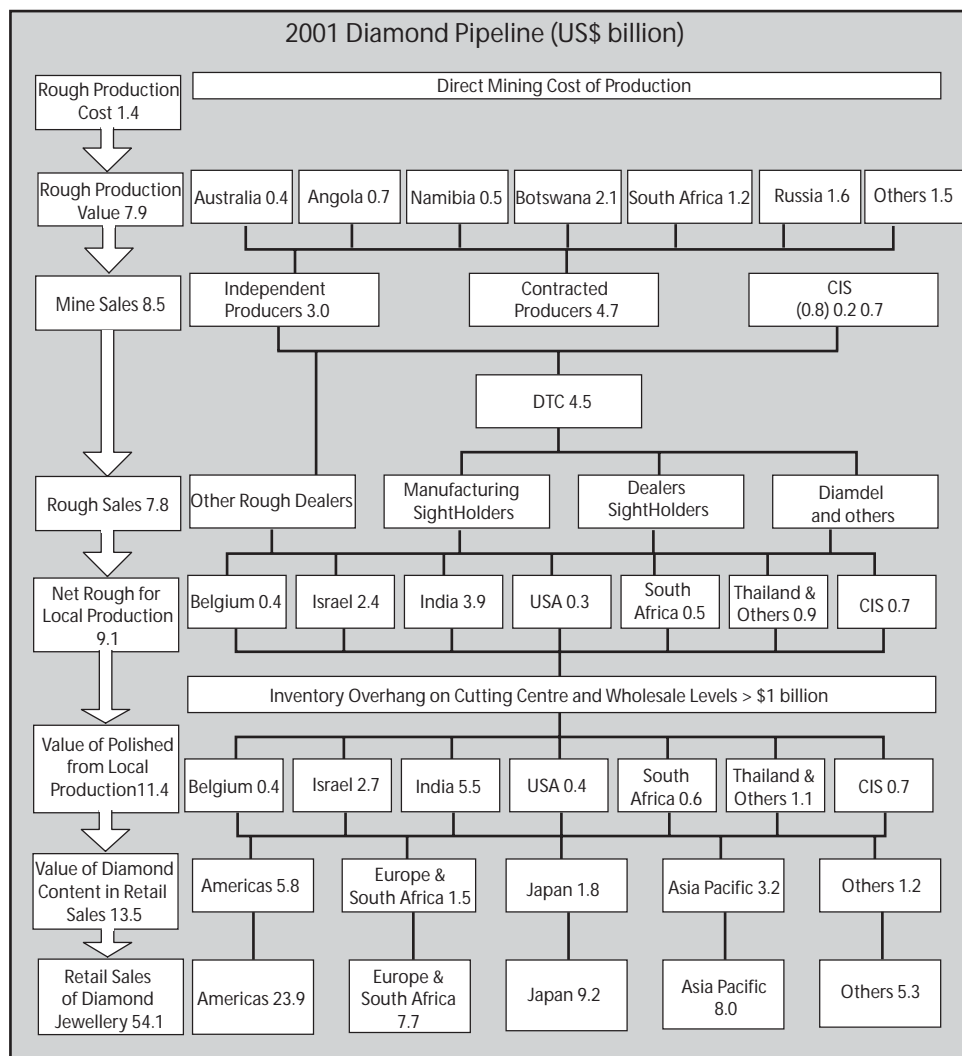 2001 Diamond Pipeline (US$ billion)
Rough Production
Cost 1.4
Direct Mining Cost of Production
Rough Production
Value 7.9
Australia 0.4
Angola 0.7
Namibia 0.5
Botswana 2.1
South Africa 1.2
Russia 1.6
Others 1.5
Mine Sales 8.5
Independent
Producers 3.0
Contracted
Producers 4.7
CIS
(0.8) 0.2 0.7
DTC 4.5
Rough Sales 7.8
Other Rough Dealers
Manufacturing
SightHolders
Dealers
SightHolders
Diamdel
and others
Net Rough for
Local Production
9.1
Belgium 0.4
Israel 2.4
India 3.9
USA 0.3
South
Africa 0.5
Thailand &
Others 0.9
CIS 0.7
Inventory Overhang on Cutting Centre and Wholesale Levels > $1 billion
Value of Polished
from Local
Production11.4
Belgium 0.4
Israel 2.7
India 5.5
USA 0.4
South
Africa 0.6
Thailand &
Others 1.1
CIS 0.7
Value of Diamond
Content in Retail
Sales 13.5
Americas 5.8
Europe &
South Africa 1.5
Japan 1.8
Asia Pacific 3.2
Others 1.2
Retail Sales
of Diamond
Jewellery 54.1
Americas 23.9
Europe &
South Africa
7.7
Japan 9.2
Asia Pacific
8.0
Others 5.3